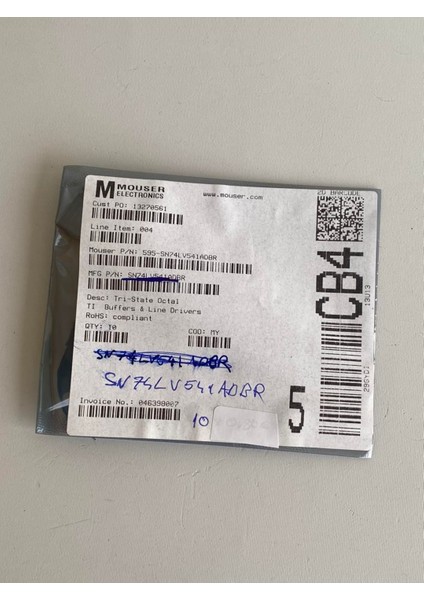 MOUSER
ELECTRONICS
www.mouser.com
2D BARCODE
Cust PO: 13270561
Line Item: 004
Mouser P/N: 595-SN74LV541ADBR
MFG P/N: SN74LV541ADBR
Desc: Tri-State Octal
TI Buffers & Line Drivers
RoHS: compliant
QTY: 10
COO: MY
SN74LV541ADBR
SN74LV541ADBR
Invoice No.: 046398007
10
5
CB4
13U13